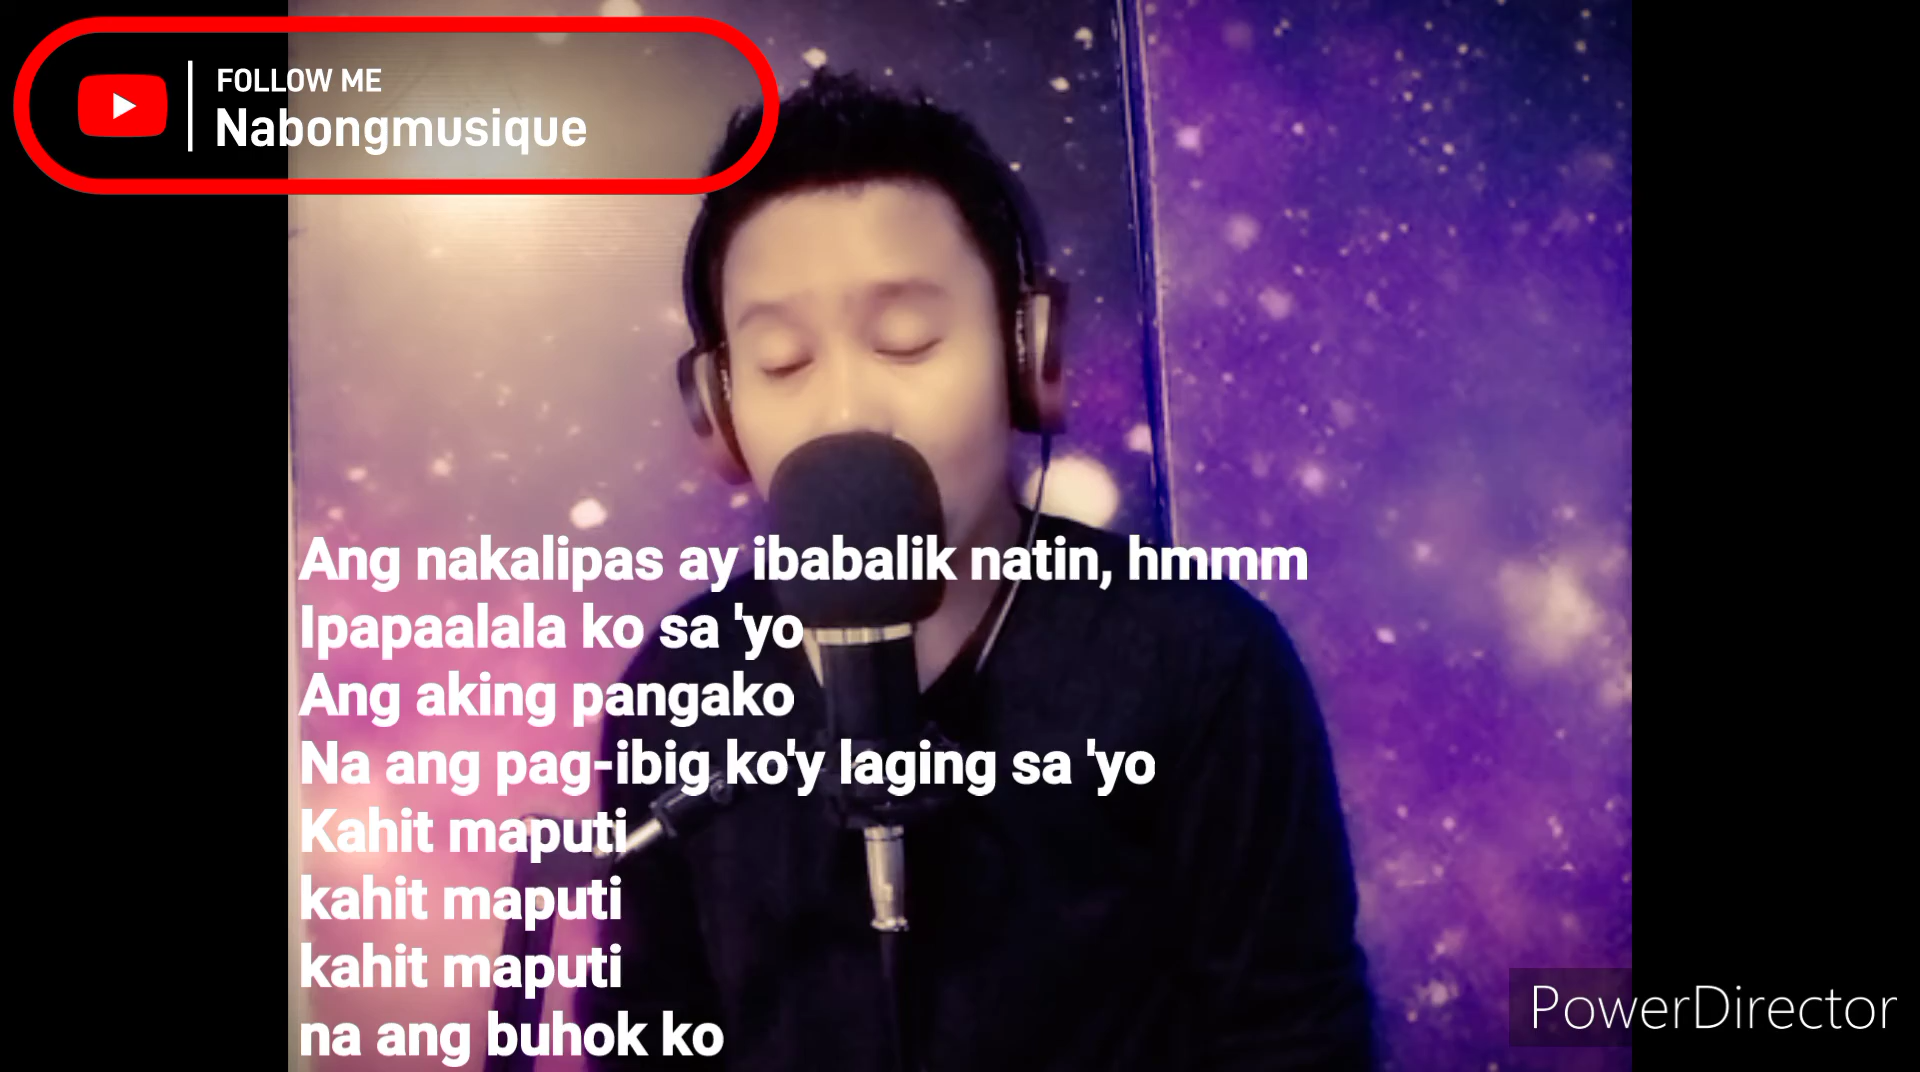 FOLLOW ME
Nabongmusique
Ang nakalipas ay ibabalik natin, hmmm
Ipapaalala ko sa 'yo
Ang aking pangako
Na ang pag-ibig ko'y laging sa 'yo
Kahit maputi
kahit maputi
kahit maputi
na ang buhok ko
PowerDirector